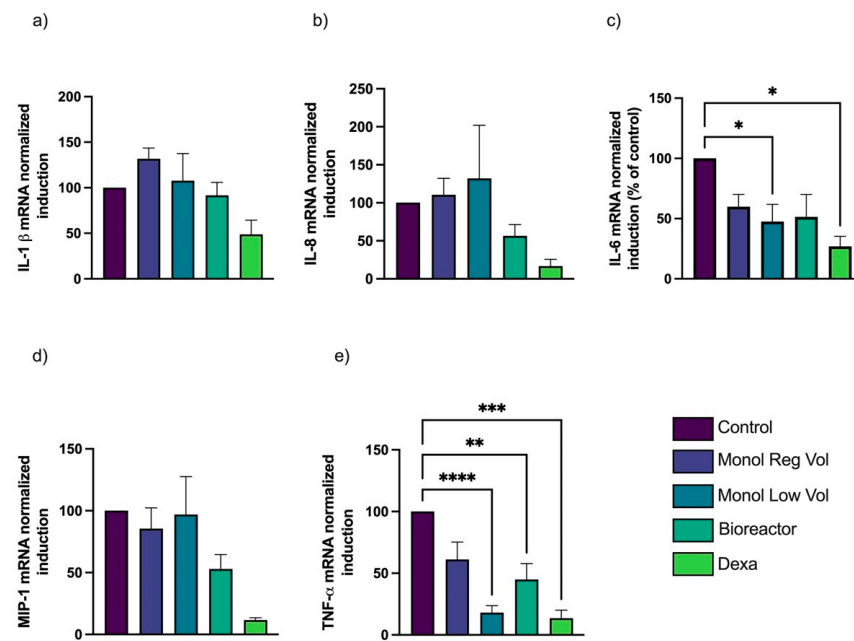 a)
IL-1 β mRNA normalized
induction
200
150
100
50
0
b)
IL-8 mRNA normalized
induction
250
200
150
100
50
0
c)
IL-6 mRNA normalized
induction (% of control)
150
100
50
0
*
*
d)
MIP-1 mRNA normalized
induction
150
100
50
0
e)
TNF-α mRNA normalized
induction
150
100
50
0
***
**
****
Control
Monol Reg Vol
Monol Low Vol
Bioreactor
Dexa